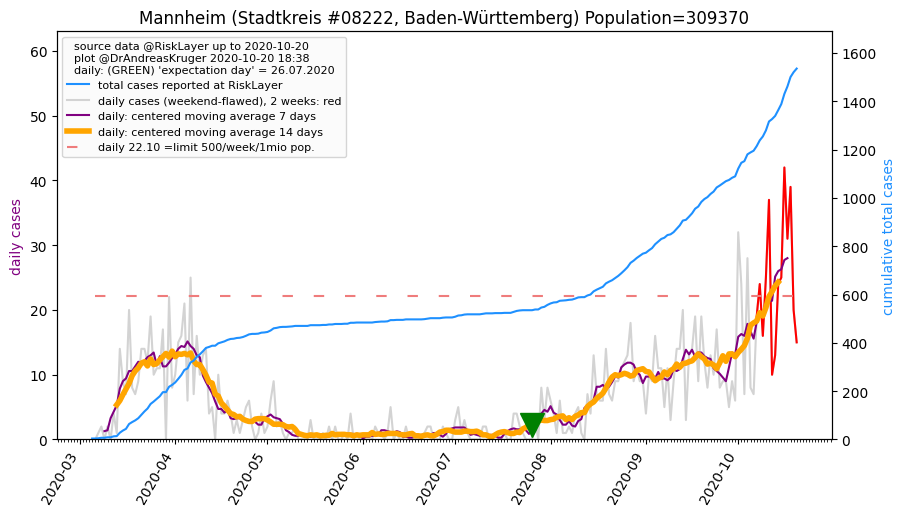 Mannheim (Stadtkreis #08222, Baden-Württemberg) Population=309370
source data @RiskLayer up to 2020-10-20
plot @DrAndreasKruger 2020-10-20 18:38
daily: (GREEN) 'expectation day' = 26.07.2020
total cases reported at RiskLayer
daily cases (weekend-flawed), 2 weeks: red
daily: centered moving average 7 days
daily: centered moving average 14 days
daily 22.10 =limit 500/week/1mio pop.
daily cases
60
50
40
30
20
10
0
cumulative total cases
1600
1400
1200
1000
800
600
400
200
0
2020-03
2020-04
2020-05
2020-06
2020-07
2020-08
2020-09
2020-10